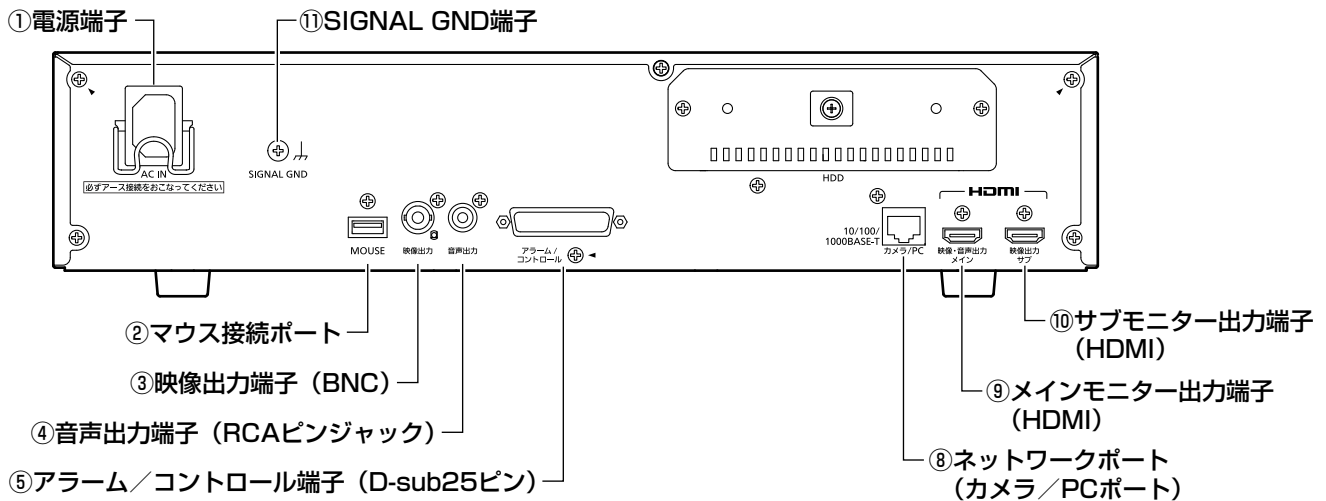 ①電源端子
⑪SIGNAL GND端子
AC IN
必ずアース接続をおこなってください
SIGNAL GND
HDD
HDMI
MOUSE
映像出力
音声出力
アラーム/
コントロール
10/100/
1000BASE-T
カメラ/PC
映像・音声出力
メイン
映像出力
サブ
②マウス接続ポート
③映像出力端子（BNC）
④音声出力端子（RCAピンジャック）
⑤アラーム／コントロール端子（D-sub25ピン）
⑩サブモニター出力端子
（HDMI）
⑨メインモニター出力端子
（HDMI）
⑧ネットワークポート
（カメラ／PCポート）